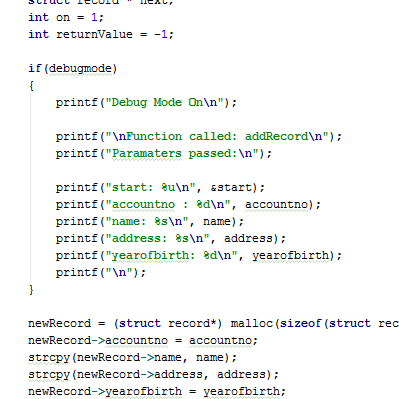 struct record * next;
int on = 1;
int returnValue = -1;
if(debugmode)
{
printf("Debug Mode On\n");
printf("\nFunction called: addRecord\n");
printf("Paramaters passed:\n");
printf("start: %u\n", &start);
printf("accountno : %d\n", accountno);
printf("name: %s\n", name);
printf("address: %s\n", address);
printf("yearofbirth: %d\n", yearofbirth);
printf("\n");
}
newRecord = (struct record*) malloc(sizeof(struct rec
newRecord->accountno = accountno;
strcpy(newRecord->name, name);
strcpy(newRecord->address, address);
newRecord->yearofbirth = yearofbirth;